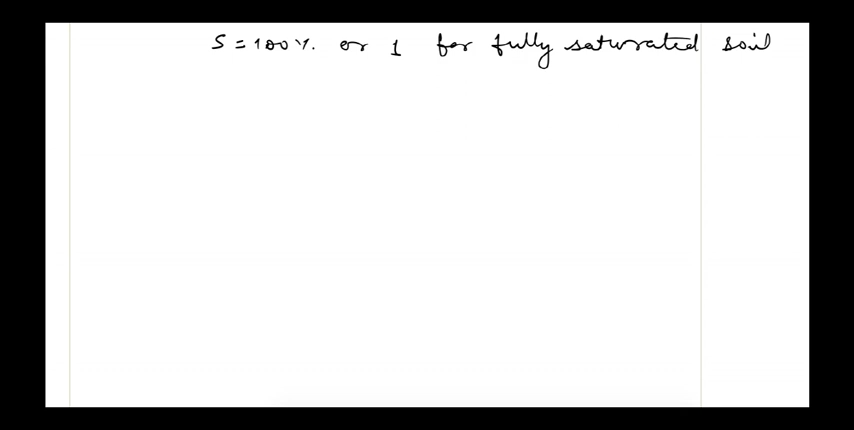 S = 100%. or 1 for fully saturated soil